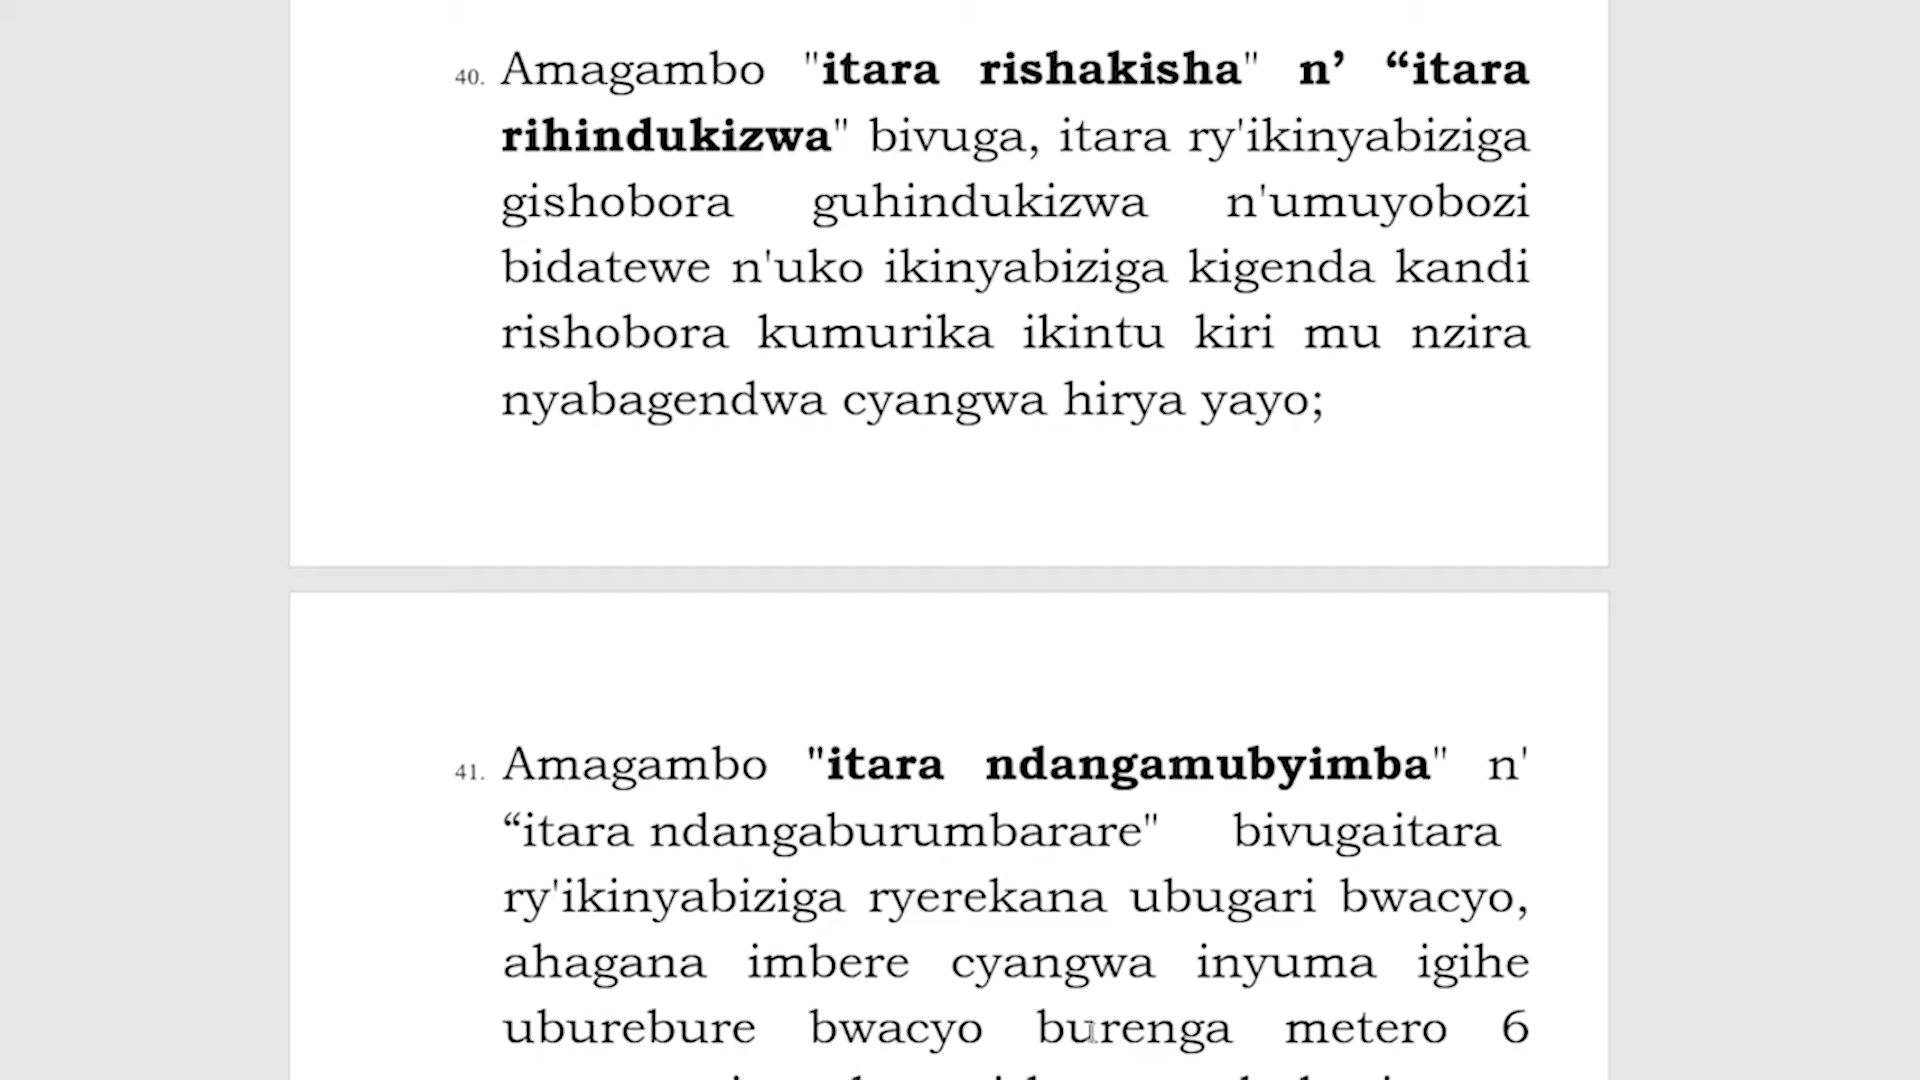 40. Amagambo "itara rishakisha" n’ “itara
rihindukizwa" bivuga, itara ry'ikinyabiziga
gishobora guhindukizwa n'umuyobozi
bidatewe n'uko ikinyabiziga kigenda kandi
rishobora kumurika ikintu kiri mu nzira
nyabagendwa cyangwa hirya yayo;
41. Amagambo "itara ndangamubyimba" n'
“itara ndangaburumbarare" bivugaitara
ry'ikinyabiziga ryerekana ubugari bwacyo,
ahagana imbere cyangwa inyuma igihe
uburebure bwacyo burenga metero 6